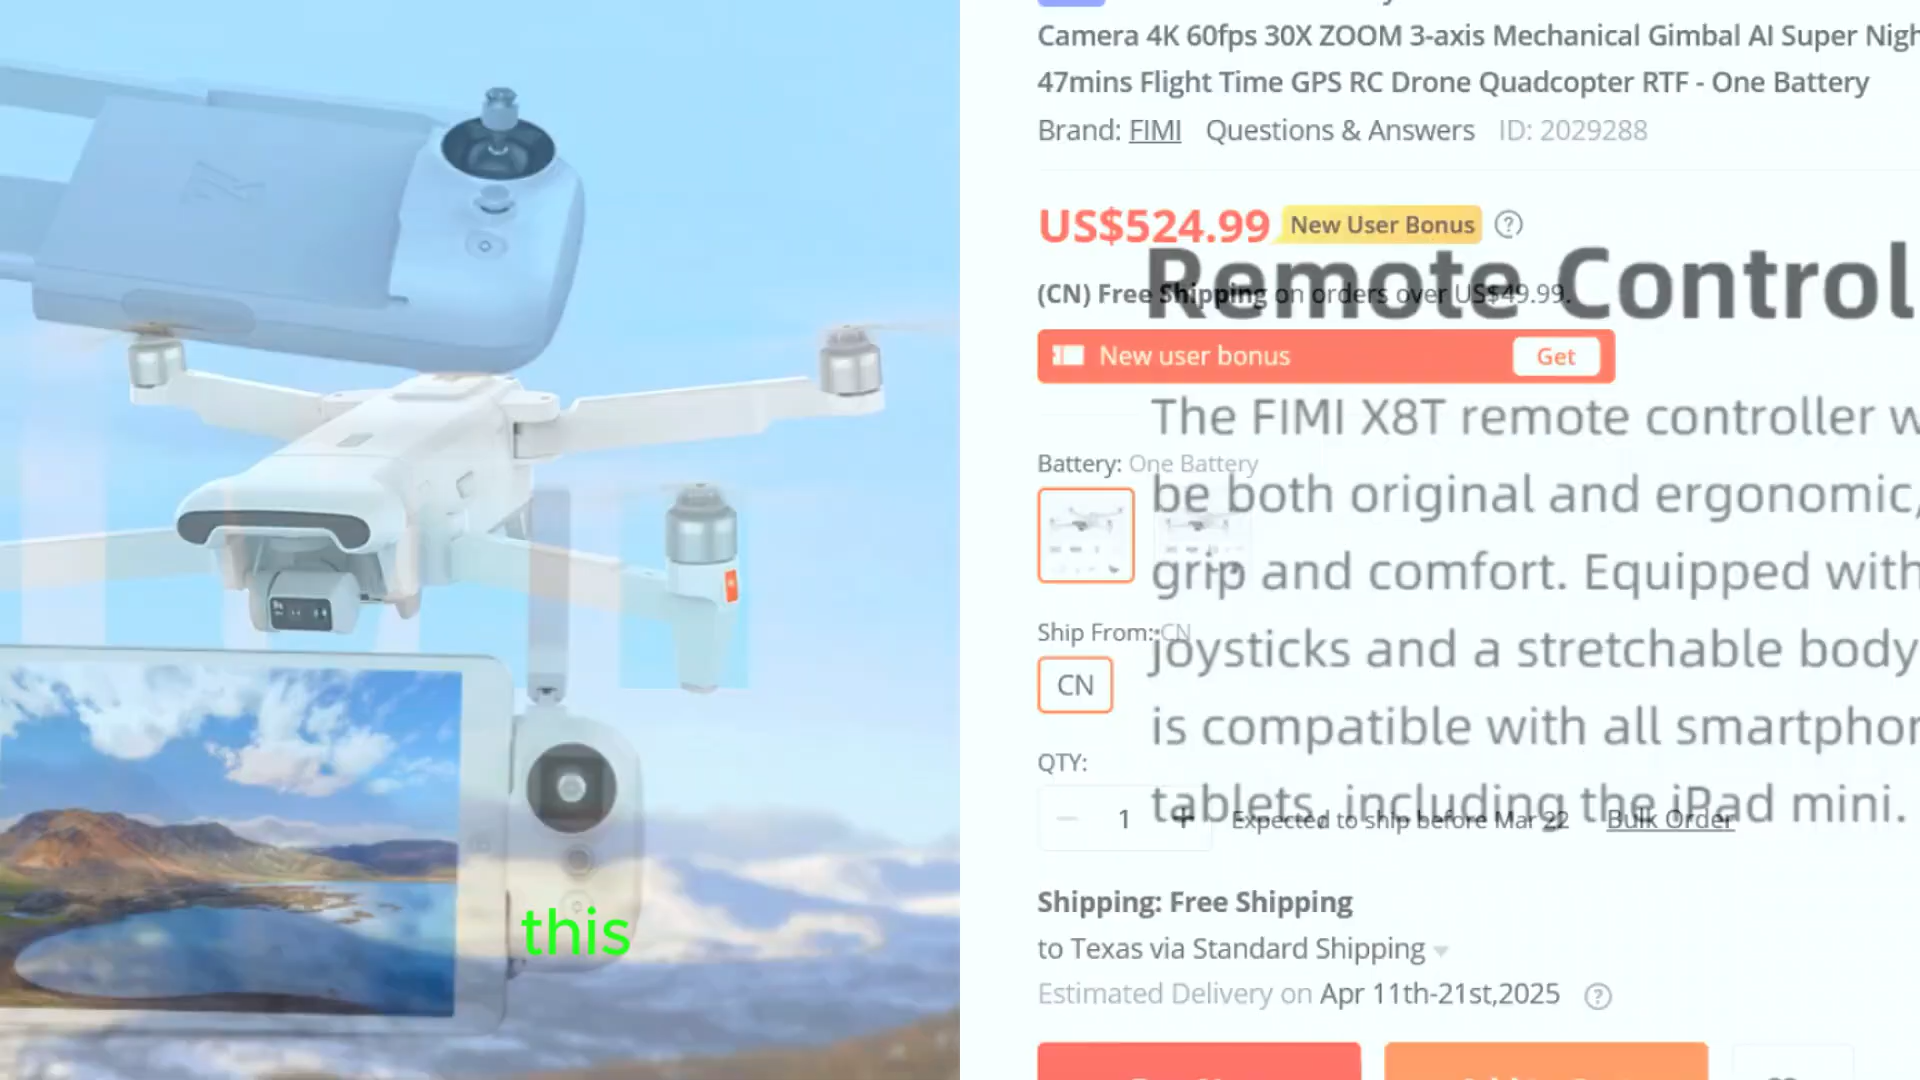 Camera 4K 60fps 30X ZOOM 3-axis Mechanical Gimbal AI Super Nigh
47mins Flight Time GPS RC Drone Quadcopter RTF - One Battery
Brand: FIMI Questions & Answers ID: 2029288
US$524.99 New User Bonus ?
Remote Control
(CN) Free Shipping on orders over US$49.99.
New user bonus Get
The FIMI X8T remote controller w
Battery: One Battery
be both original and ergonomic,
grip and comfort. Equipped with
Ship From: CN
joysticks and a stretchable body
CN
is compatible with all smartphon
QTY:
tablets, including the iPad mini.
− 1 + Expected to ship before Mar 22 Bulk Order
Shipping: Free Shipping
to Texas via Standard Shipping
Estimated Delivery on Apr 11th-21st,2025 ?
this